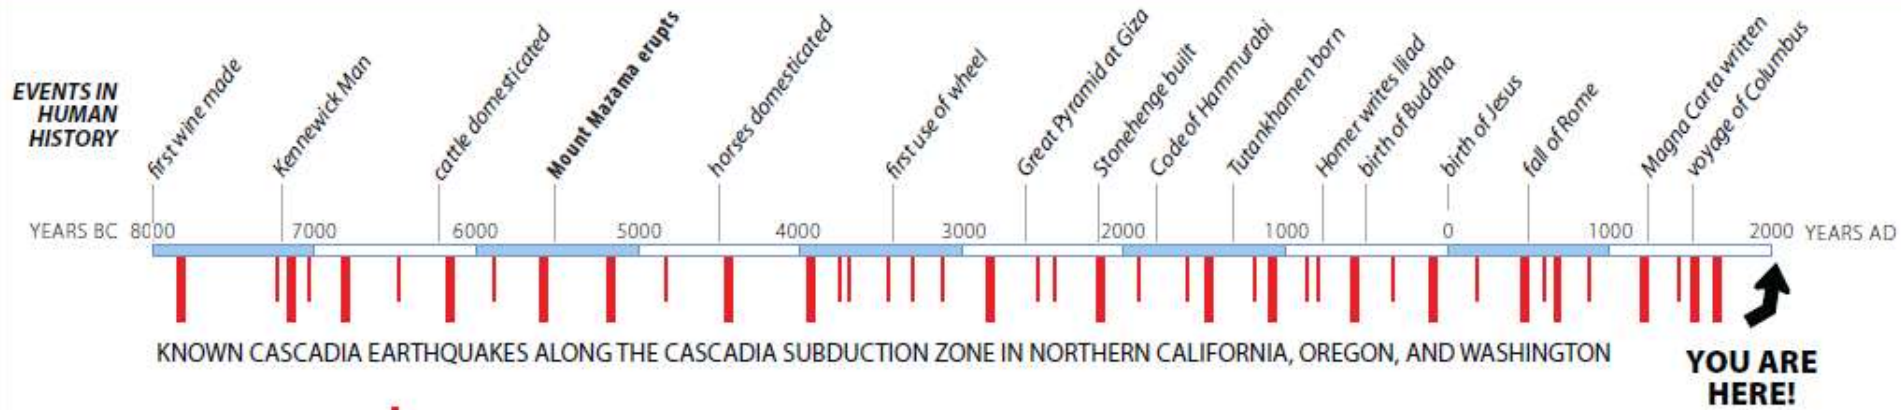 EVENTS IN
HUMAN
HISTORY
first wine made
Kennewick Man
cattle domesticated
Mount Mazama erupts
horses domesticated
first use of wheel
Great Pyramid at Giza
Stonehenge built
Code of Hammurabi
Tutankhamen born
Homer writes Iliad
birth of Buddha
birth of Jesus
fall of Rome
Magna Carta written
voyage of Columbus
YEARS BC 8000 7000 6000 5000 4000 3000 2000 1000 0 1000 2000 YEARS AD
KNOWN CASCADIA EARTHQUAKES ALONG THE CASCADIA SUBDUCTION ZONE IN NORTHERN CALIFORNIA, OREGON, AND WASHINGTON
YOU ARE
HERE!